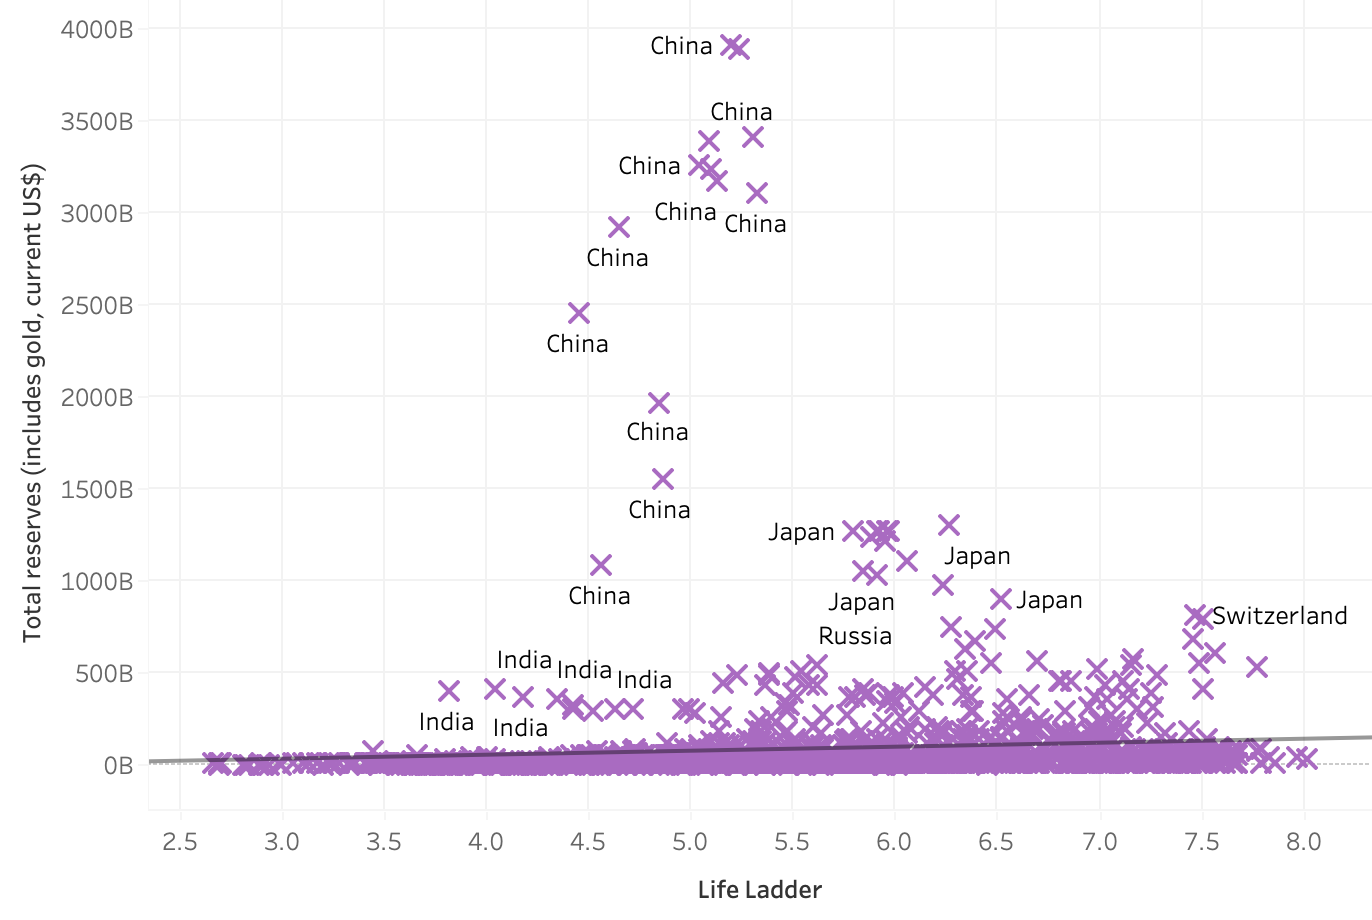 Total reserves (includes gold, current US$)
4000B
3500B
3000B
2500B
2000B
1500B
1000B
500B
0B
China
China
China
China
China
China
China
China
China
Japan
Japan
China
Japan
Japan
Switzerland
Russia
India
India
India
India
India
2.5
3.0
3.5
4.0
4.5
5.0
5.5
6.0
6.5
7.0
7.5
8.0
Life Ladder